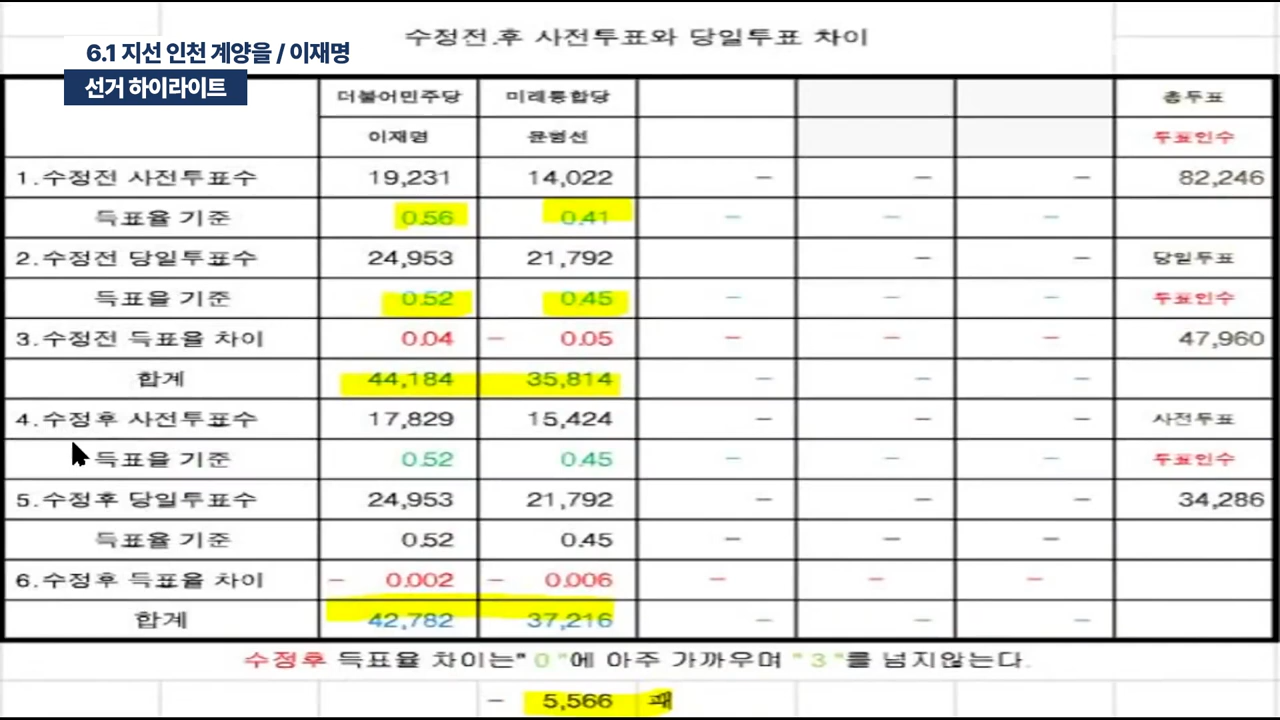 수정전.후 사전투표와 당일투표 차이
6.1 지선 인천 계양을 / 이재명
선거 하이라이트
더불어민주당 미래통합당 총투표
이재명 윤형선 투표인수
1.수정전 사전투표수 19,231 14,022 - - - 82,246
득표율 기준 0.56 0.41 - - -
2.수정전 당일투표수 24,953 21,792 - - 당일투표
득표율 기준 0.52 0.45 - - - 투표인수
3.수정전 득표율 차이 0.04 - 0.05 - - - 47,960
합계 44,184 35,814 - - -
4.수정후 사전투표수 17,829 15,424 - - - 사전투표
득표율 기준 0.52 0.45 - - - 투표인수
5.수정후 당일투표수 24,953 21,792 - - - 34,286
득표율 기준 0.52 0.45 - - -
6.수정후 득표율 차이 - 0.002 - 0.006 - - -
합계 42,782 37,216 - - -
수정후 득표율 차이는" 0 "에 아주 가까우며 " 3 "를 넘지않는다.
- 5,566 패